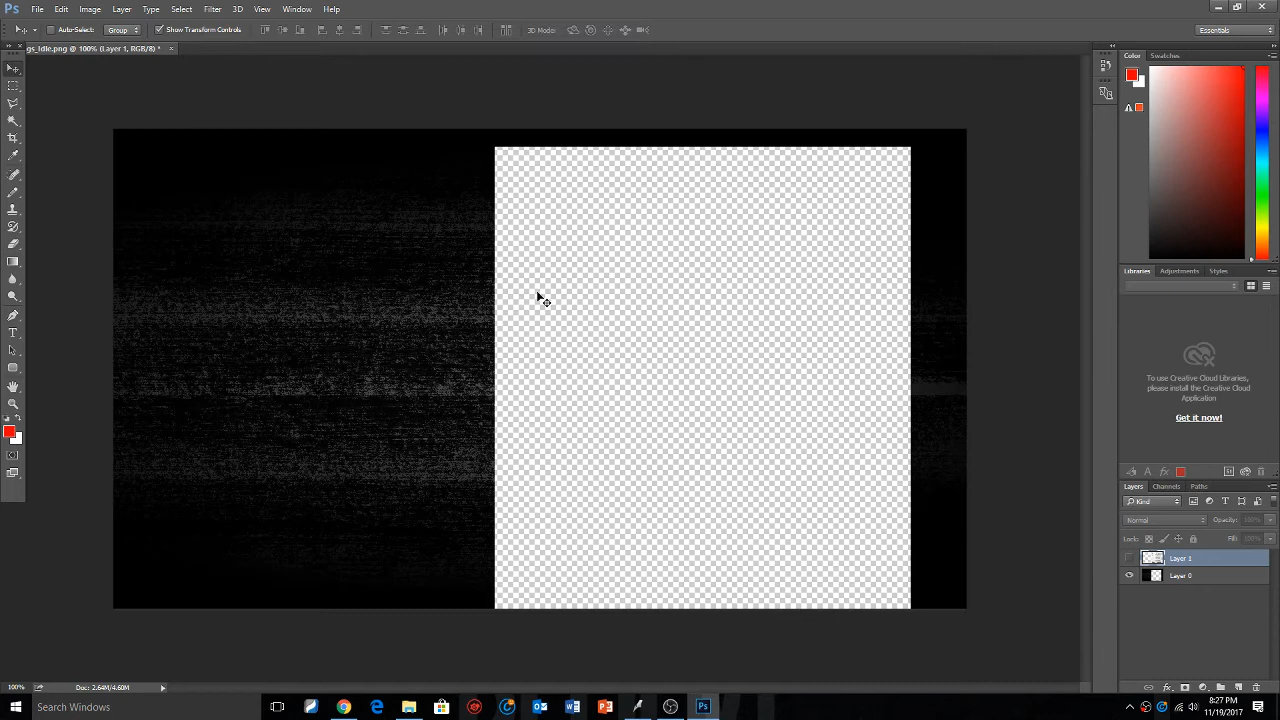 Ps File Edit Image Layer Type Select Filter 3D View Window Help
Auto-Select: Group Show Transform Controls 3D Mode: Essentials
gs_Idle.png @ 100% (Layer 1, RGB/8) *
Color Swatches
Libraries Adjustments Styles
To use Creative Cloud Libraries,
please install the Creative Cloud
Application
Get it now!
Layers Channels Paths
Kind
Normal Opacity: 100%
Lock: Fill: 100%
Layer 1
Layer 0
100% Doc: 2.64M/4.60M
Search Windows
8:27 PM
11/19/2017